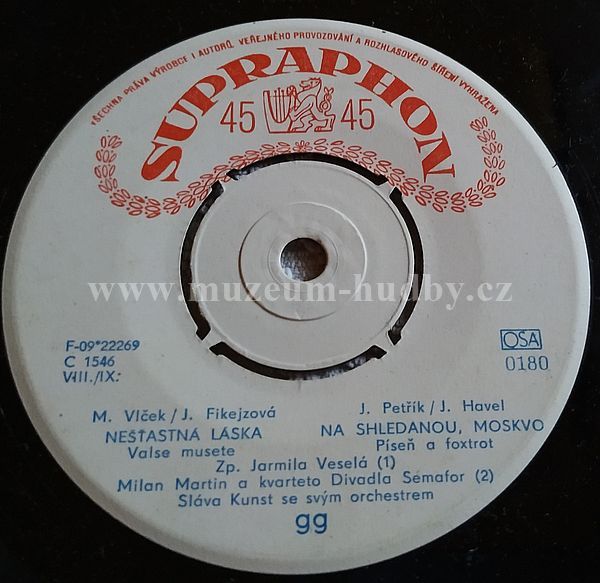 VŠECHNA PRÁVA VÝROBCE I AUTORŮ VEŘEJNÉHO PROVOZOVÁNÍ A ROZHLASOVÉHO ŠÍŘENÍ VYHRAŽENA
SUPRAPHON
45 45
www.muzeum-hudby.cz
F-09*22269
C 1546
VIII./IX:
OSA
0180
M. Vlček/J. Fikejzová
NEŠŤASTNÁ LÁSKA
Valse musete
J. Petřík/J. Havel
NA SHLEDANOU, MOSKVO
Píseň a foxtrot
Zp. Jarmila Veselá (1)
Milan Martin a kvarteto Divadla Sémafor (2)
Sláva Kunst se svým orchestrem
gg